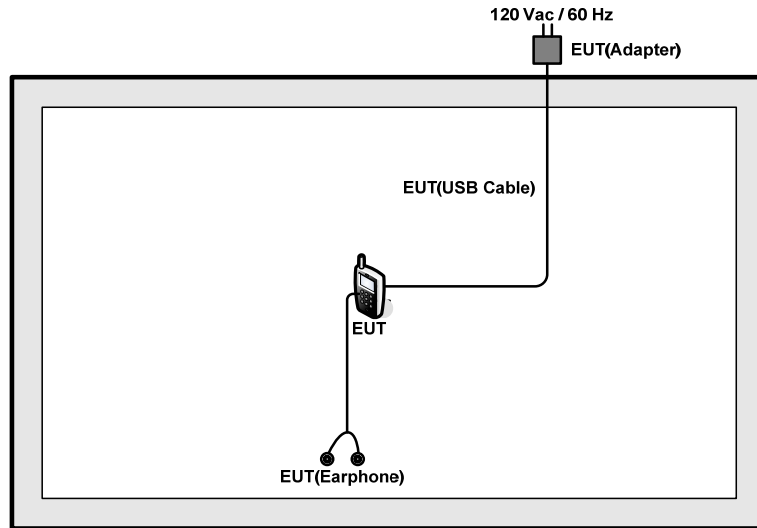 120 Vac / 60 Hz
EUT(Adapter)
EUT(USB Cable)
EUT
EUT(Earphone)